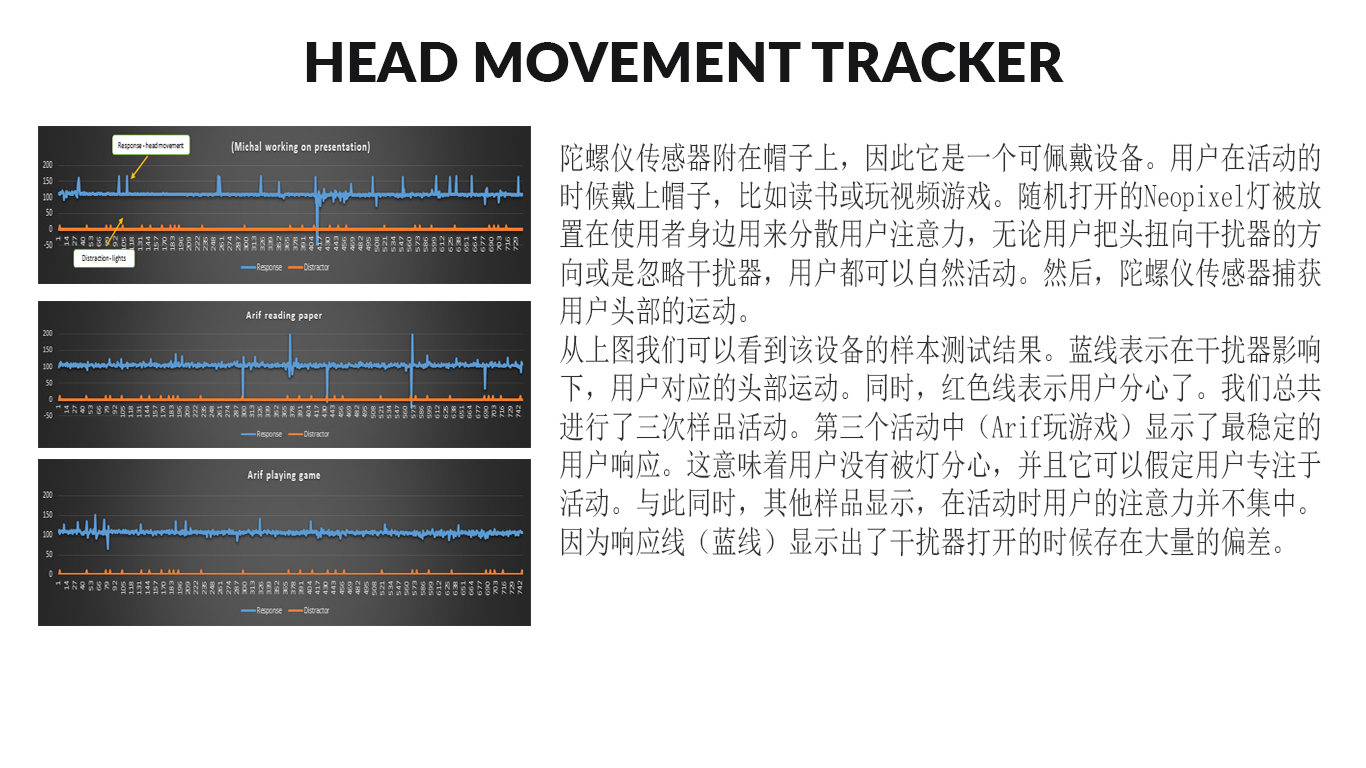 HEAD MOVEMENT TRACKER
(Michal working on presentation)
Response - head movement
200
150
100
50
0
-50
Distraction - lights
Response
Distractor
Arif reading paper
200
150
100
50
0
-50
Response
Distractor
Arif playing game
200
150
100
50
0
Response
Distractor
陀螺仪传感器附在帽子上，因此它是一个可佩戴设备。用户在活动的
时候戴上帽子，比如读书或玩视频游戏。随机打开的Neopixel灯被放
置在使用者身边用来分散用户注意力，无论用户把头扭向干扰器的方
向或是忽略干扰器，用户都可以自然活动。然后，陀螺仪传感器捕获
用户头部的运动。
从上图我们可以看到该设备的样本测试结果。蓝线表示在干扰器影响
下，用户对应的头部运动。同时，红色线表示用户分心了。我们总共
进行了三次样品活动。第三个活动中（Arif玩游戏）显示了最稳定的
用户响应。这意味着用户没有被灯分心，并且它可以假定用户专注于
活动。与此同时，其他样品显示，在活动时用户的注意力并不集中。
因为响应线（蓝线）显示出了干扰器打开的时候存在大量的偏差。